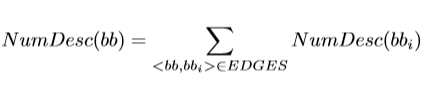 NumDesc(bb) = ∑ NumDesc(bb_i)
<bb,bb_i>∈EDGES